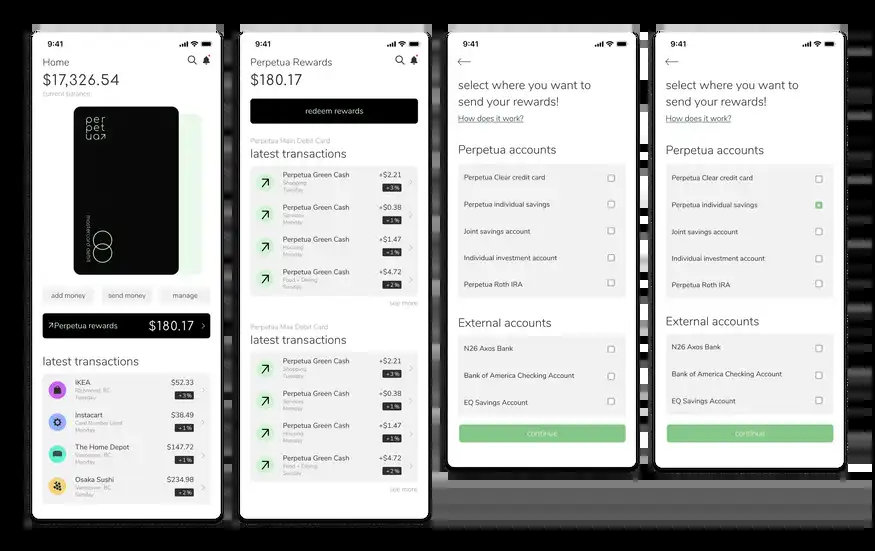 9:41
Home
$17,326.54
current balance
per
pet
ua
mastercard debit
add money
send money
manage
Perpetua rewards
$180.17
latest transactions
IKEA
$52.33
Richmond, BC
Tuesday
+3%
Instacart
$38.49
Card Number Used
Monday
+1%
The Home Depot
$147.72
Vancouver, BC
Monday
+1%
Osaka Sushi
$234.98
Vancouver, BC
Tuesday
+2%
9:41
Perpetua Rewards
$180.17
redeem rewards
Perpetua Main Debit Card
latest transactions
Perpetua Green Cash
+$2.21
Shopping
Tuesday
+3%
Perpetua Green Cash
+$0.38
Services
Monday
+1%
Perpetua Green Cash
+$1.47
Housing
Monday
+1%
Perpetua Green Cash
+$4.72
Food + Dining
Tuesday
+2%
see more
Perpetua Max Debit Card
latest transactions
Perpetua Green Cash
+$2.21
Shopping
Tuesday
+3%
Perpetua Green Cash
+$0.38
Services
Monday
+1%
Perpetua Green Cash
+$1.47
Housing
Monday
+1%
Perpetua Green Cash
+$4.72
Food + Dining
Tuesday
+2%
see more
9:41
select where you want to
send your rewards!
How does it work?
Perpetua accounts
Perpetua Clear credit card
Perpetua individual savings
Joint savings account
Individual investment account
Perpetua Roth IRA
External accounts
N26 Axos Bank
Bank of America Checking Account
EQ Savings Account
continue
9:41
select where you want to
send your rewards!
How does it work?
Perpetua accounts
Perpetua Clear credit card
Perpetua individual savings
Joint savings account
Individual investment account
Perpetua Roth IRA
External accounts
N26 Axos Bank
Bank of America Checking Account
EQ Savings Account
continue